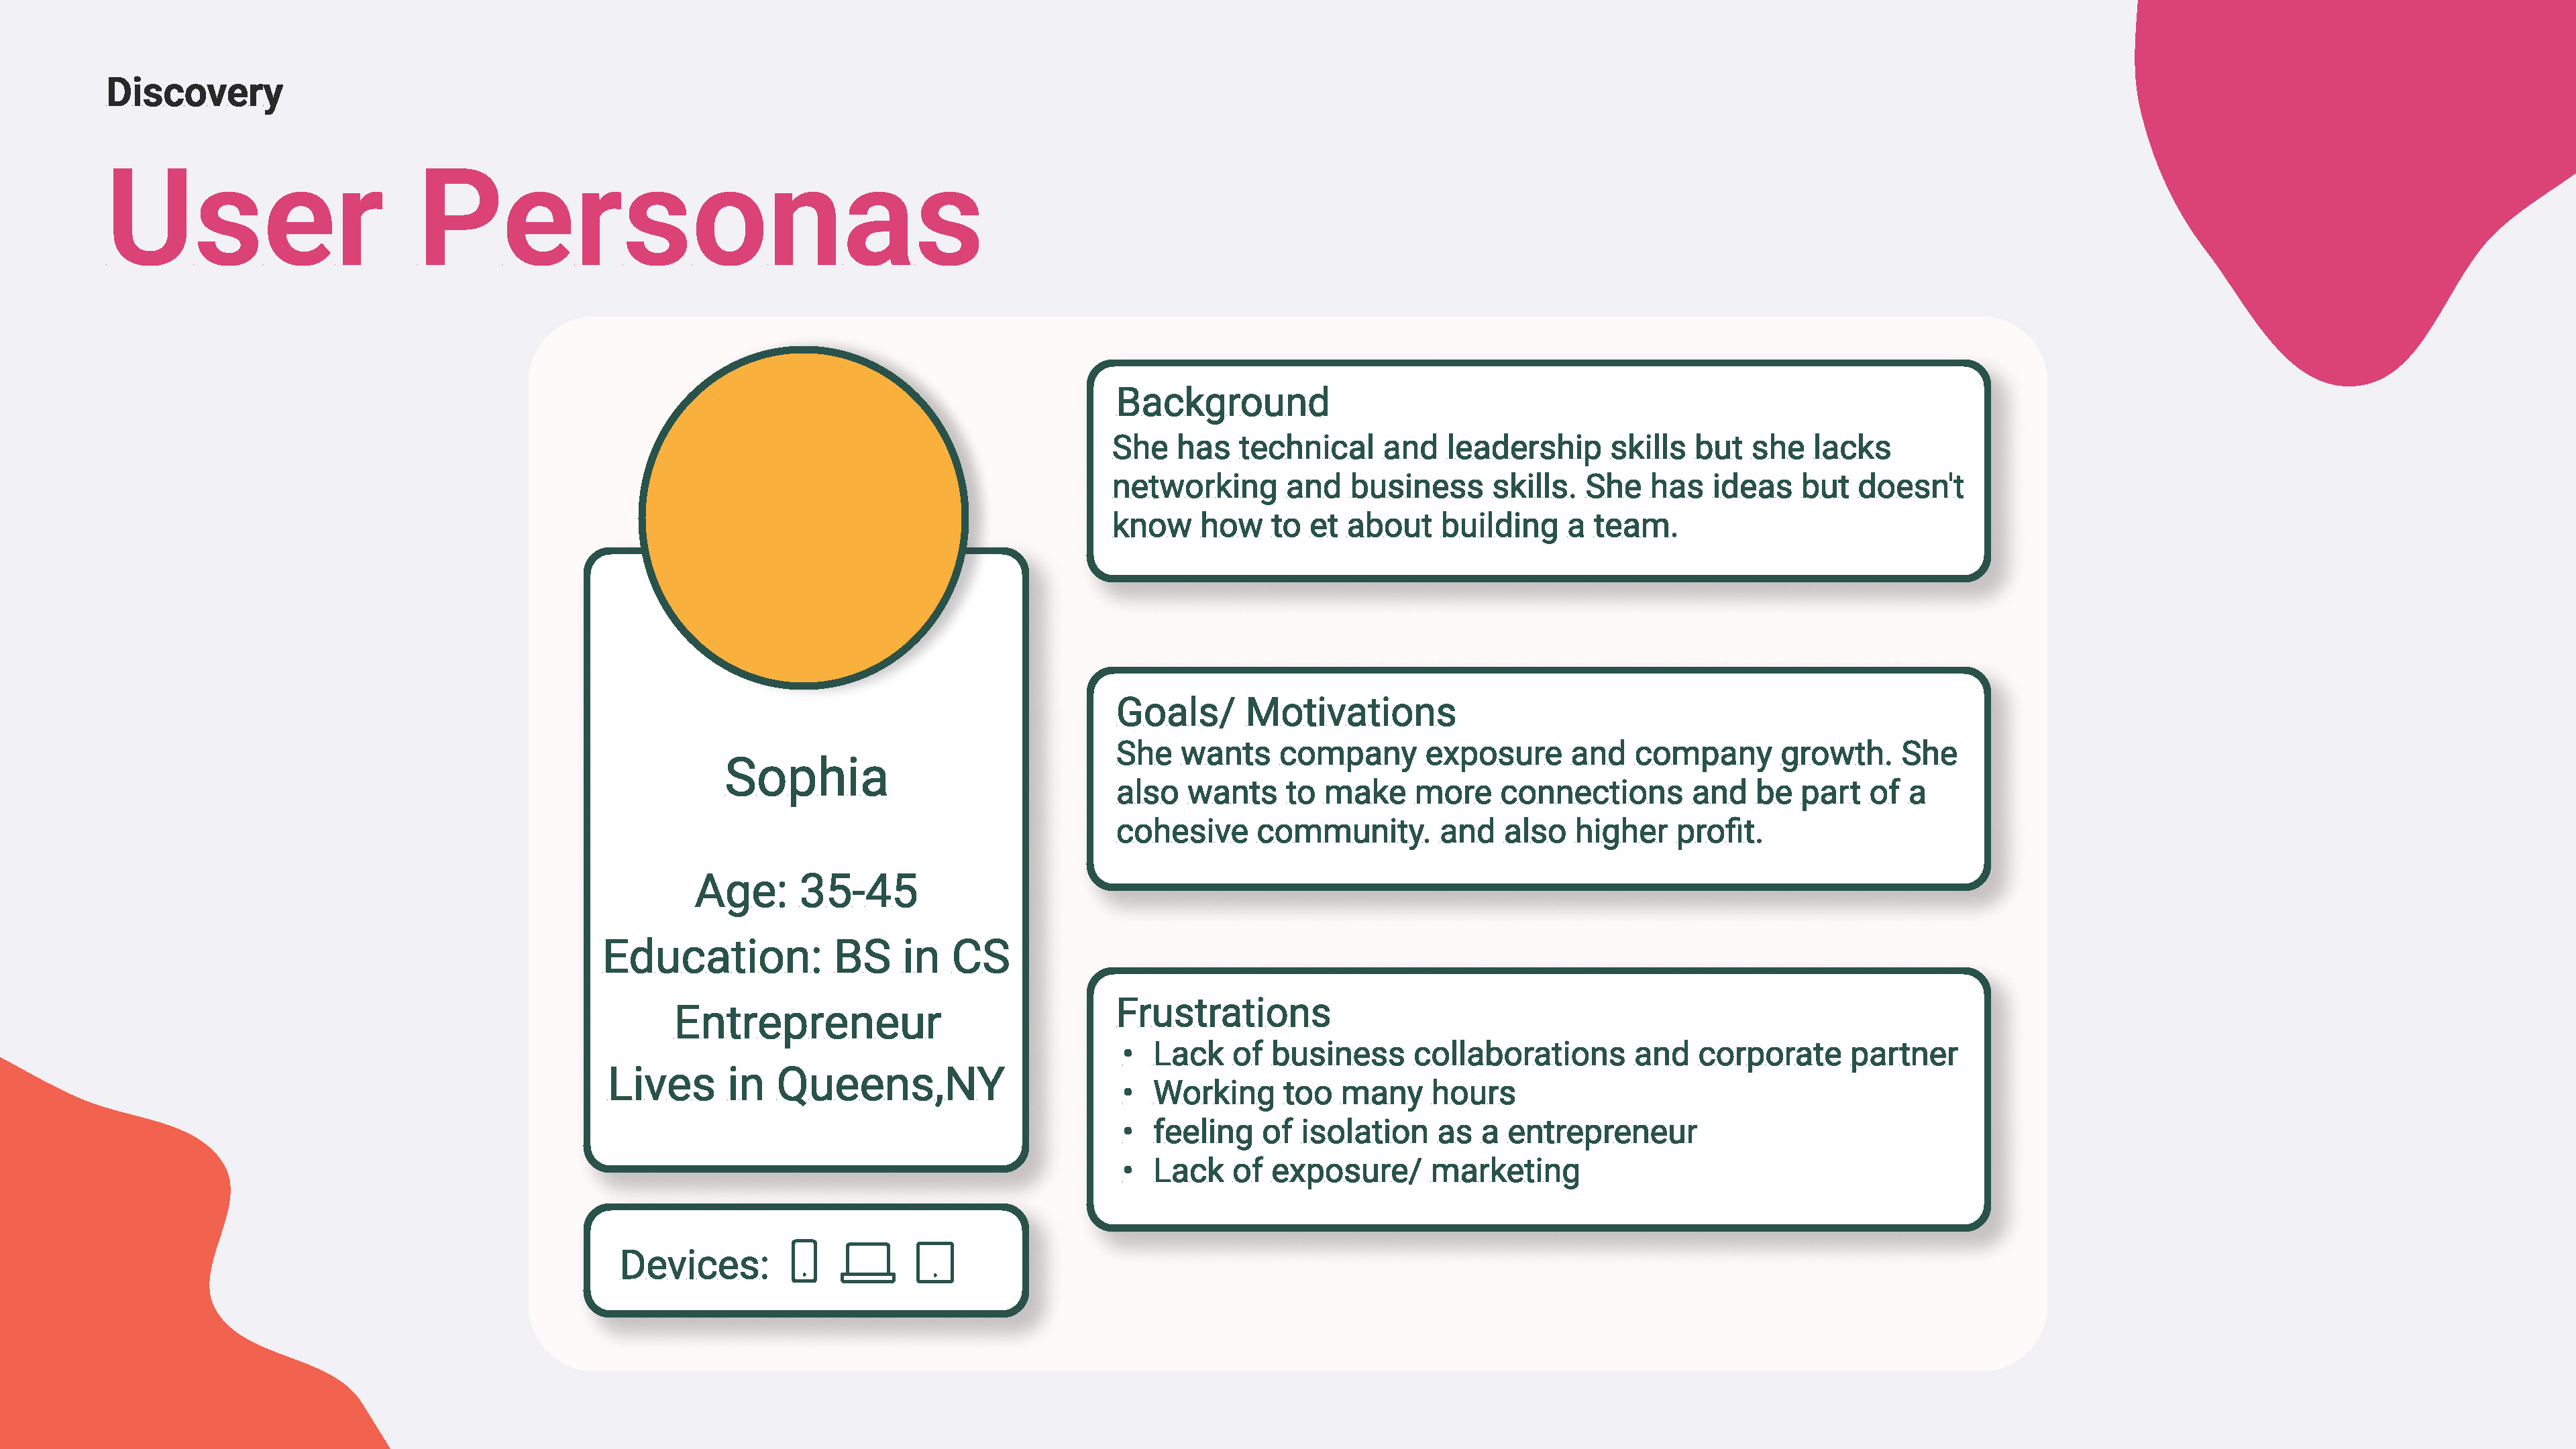 Discovery
User Personas
Sophia
Age: 35-45
Education: BS in CS
Entrepreneur
Lives in Queens,NY
Devices:
Background
She has technical and leadership skills but she lacks
networking and business skills. She has ideas but doesn't
know how to et about building a team.
Goals/ Motivations
She wants company exposure and company growth. She
also wants to make more connections and be part of a
cohesive community. and also higher profit.
Frustrations
• Lack of business collaborations and corporate partner
• Working too many hours
• feeling of isolation as a entrepreneur
• Lack of exposure/ marketing